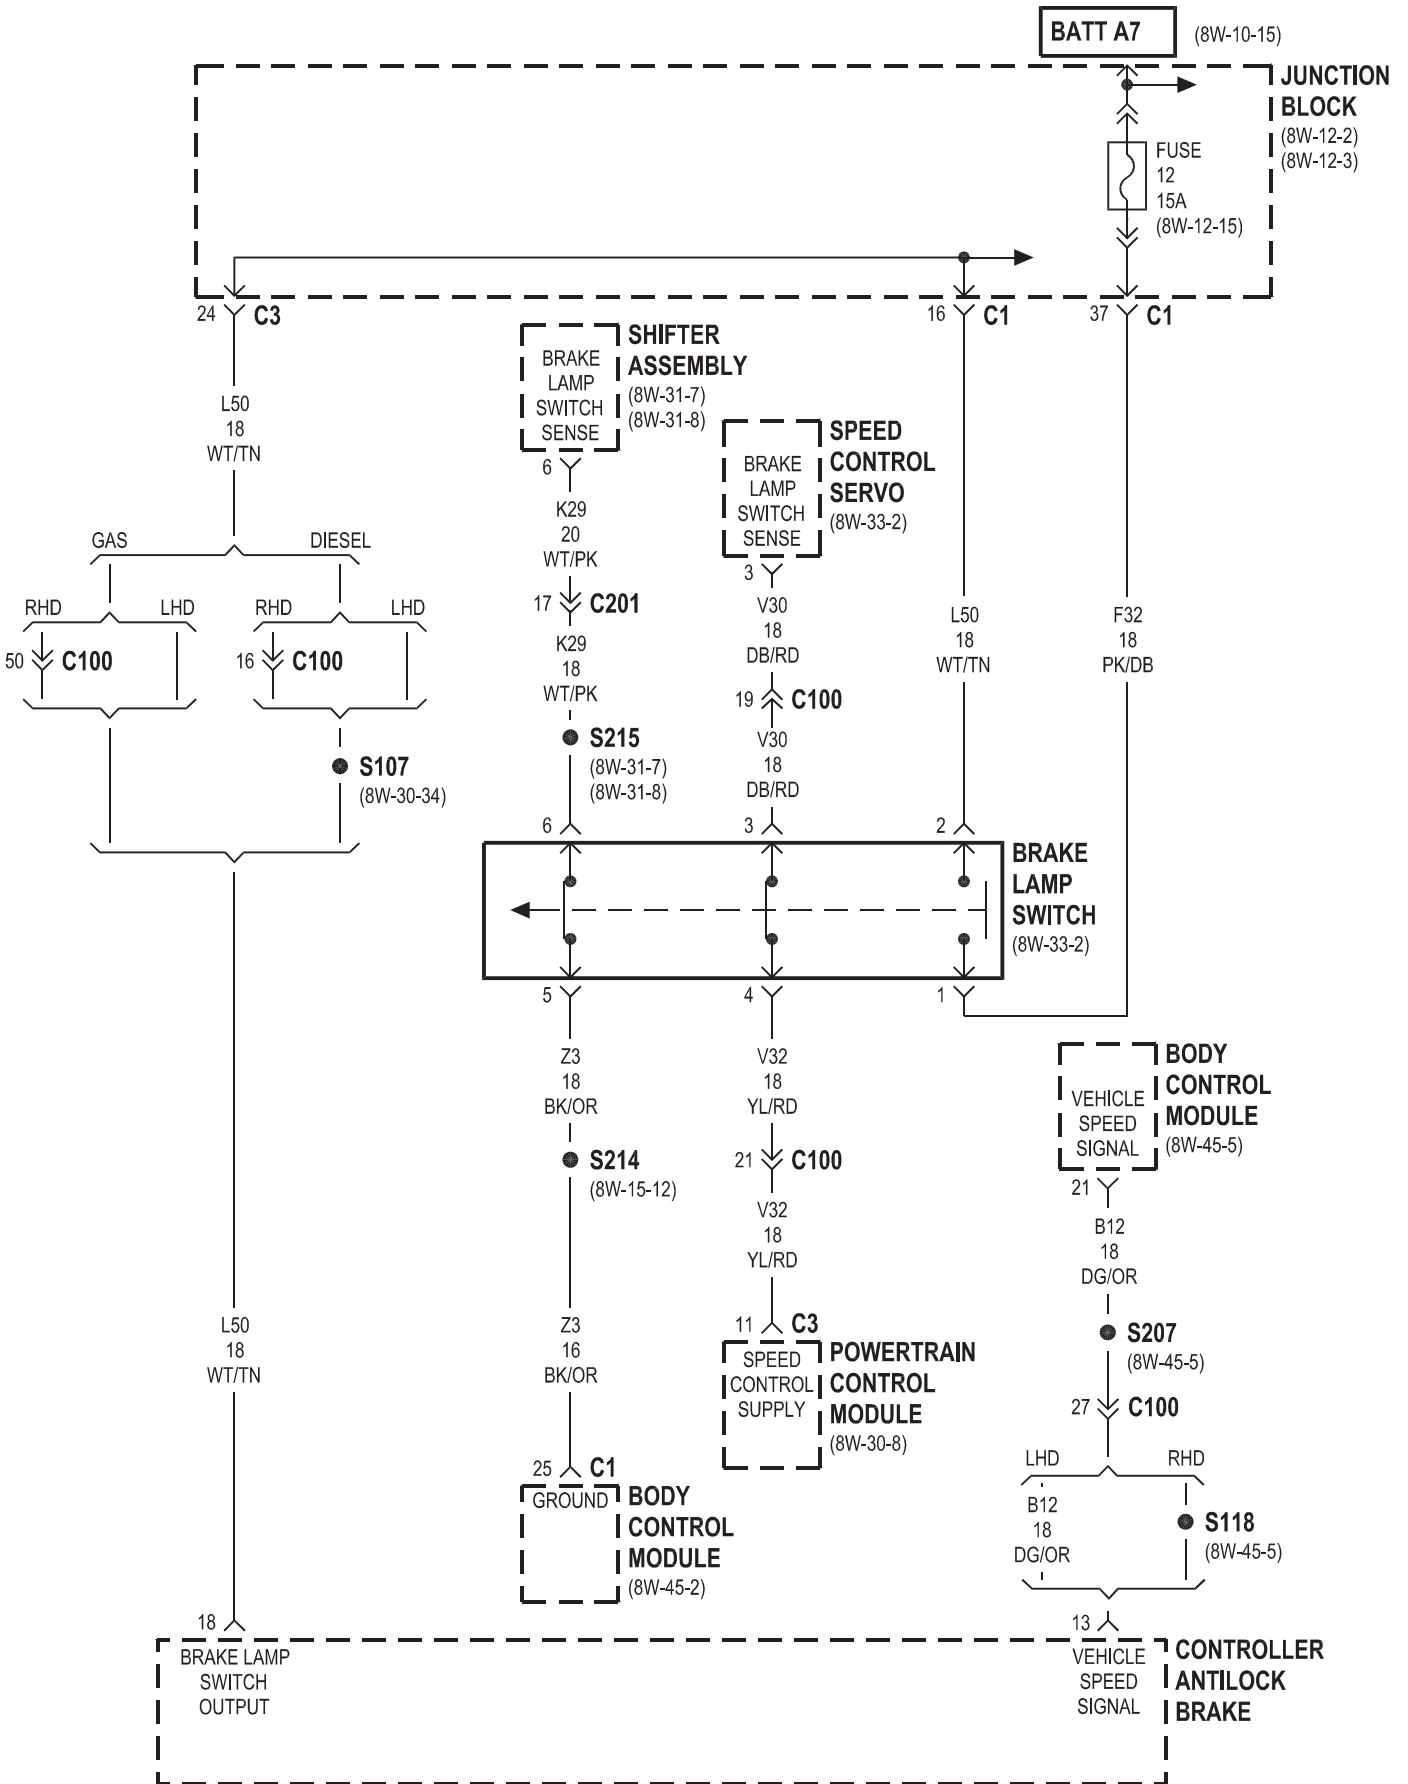 BATT A7
(8W-10-15)
JUNCTION
BLOCK
(8W-12-2)
(8W-12-3)
FUSE
12
15A
(8W-12-15)
24
C3
16
C1
37
C1
BRAKE
LAMP
SWITCH
SENSE
SHIFTER
ASSEMBLY
(8W-31-7)
(8W-31-8)
6
L50
18
WT/TN
BRAKE
LAMP
SWITCH
SENSE
SPEED
CONTROL
SERVO
(8W-33-2)
3
K29
20
WT/PK
17
C201
K29
18
WT/PK
S215
(8W-31-7)
(8W-31-8)
6
V30
18
DB/RD
19
C100
V30
18
DB/RD
3
L50
18
WT/TN
2
F32
18
PK/DB
GAS
DIESEL
RHD
LHD
RHD
LHD
50
C100
16
C100
S107
(8W-30-34)
BRAKE
LAMP
SWITCH
(8W-33-2)
5
4
1
Z3
18
BK/OR
S214
(8W-15-12)
Z3
16
BK/OR
25
C1
GROUND
BODY
CONTROL
MODULE
(8W-45-2)
V32
18
YL/RD
21
C100
V32
18
YL/RD
11
C3
SPEED
CONTROL
SUPPLY
POWERTRAIN
CONTROL
MODULE
(8W-30-8)
VEHICLE
SPEED
SIGNAL
BODY
CONTROL
MODULE
(8W-45-5)
21
B12
18
DG/OR
S207
(8W-45-5)
27
C100
LHD
RHD
B12
18
DG/OR
S118
(8W-45-5)
13
L50
18
WT/TN
18
BRAKE LAMP
SWITCH
OUTPUT
VEHICLE
SPEED
SIGNAL
CONTROLLER
ANTILOCK
BRAKE